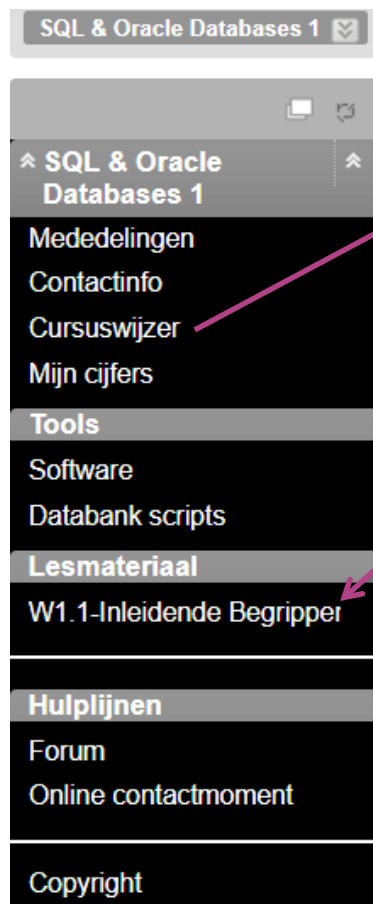 SQL & Oracle Databases 1
SQL & Oracle
Databases 1
Mededelingen
Contactinfo
Cursuswijzer
Mijn cijfers
Tools
Software
Databank scripts
Lesmateriaal
W1.1-Inleidende Begrippen
Hulplijnen
Forum
Online contactmoment
Copyright